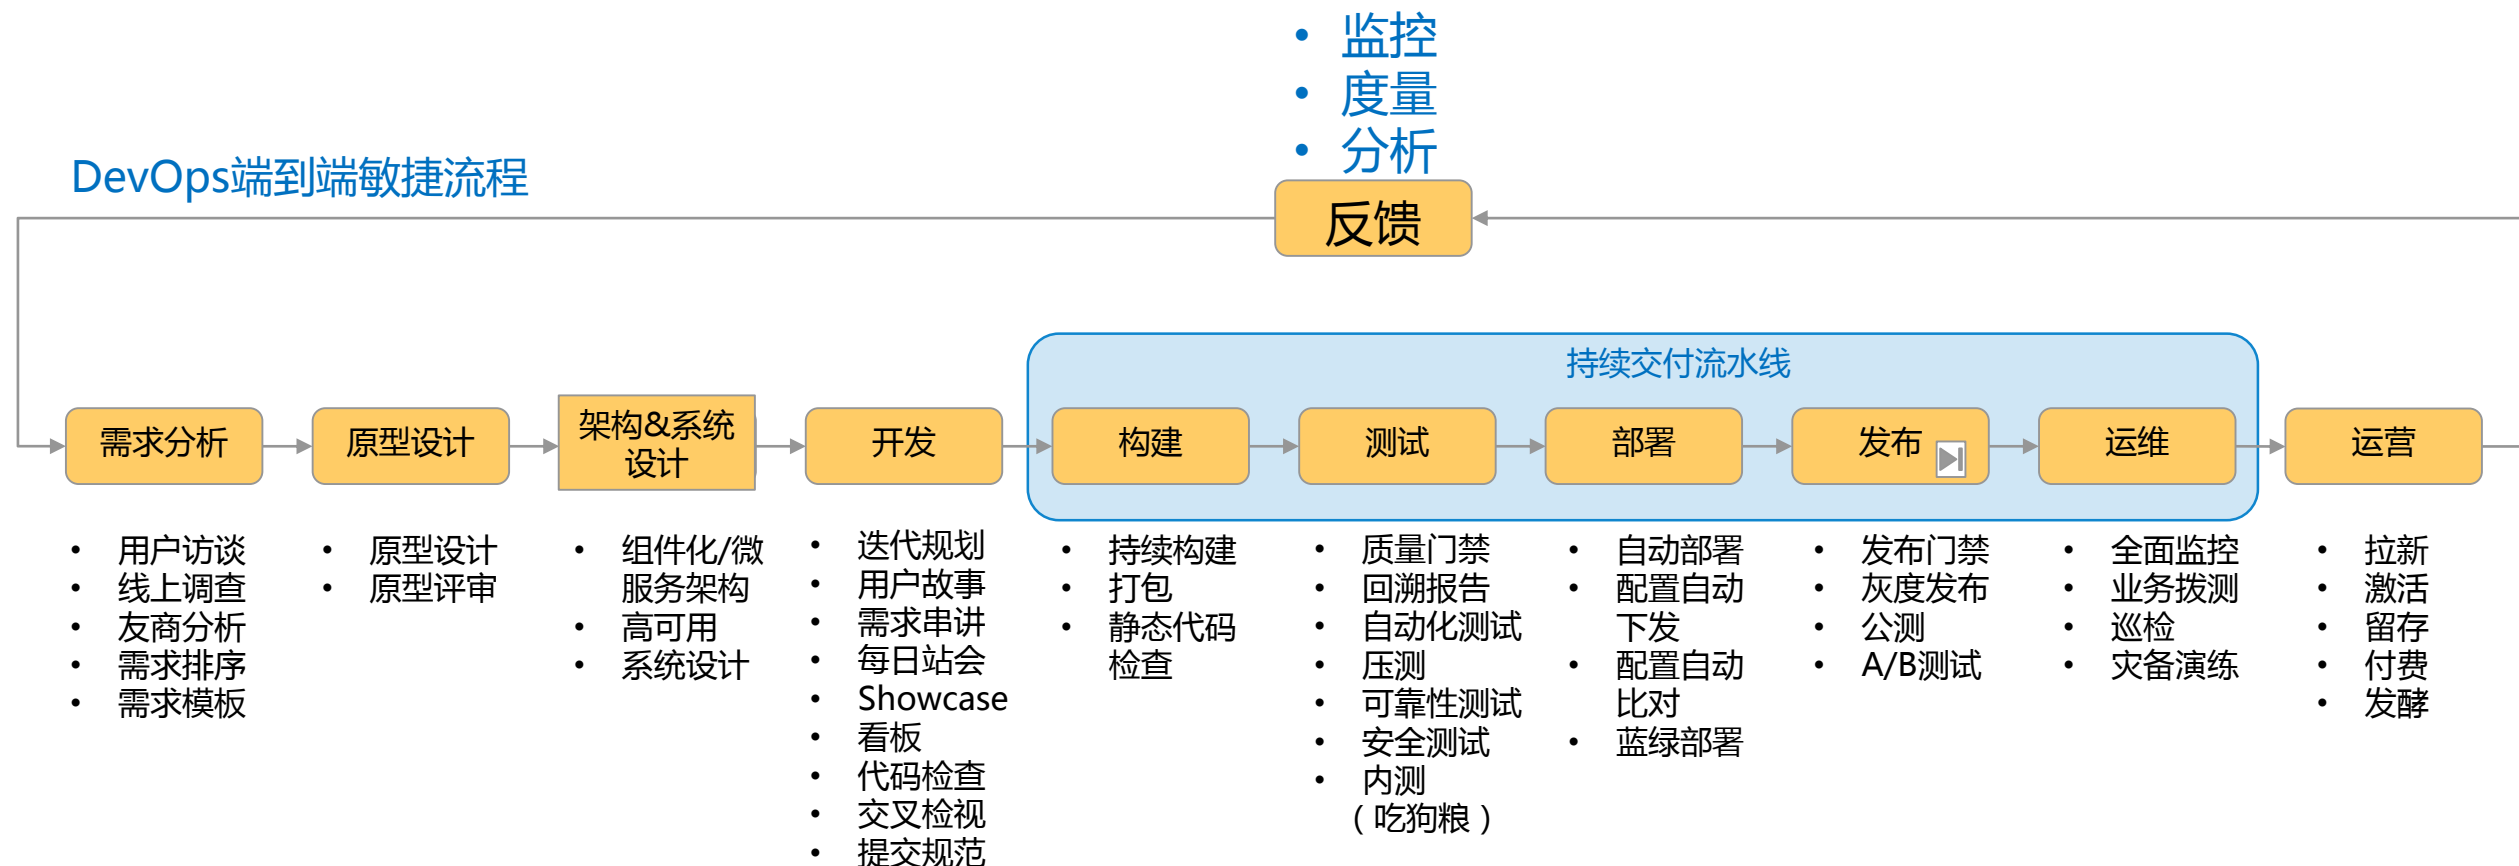 • 监控
• 度量
• 分析
DevOps端到端敏捷流程
反馈
持续交付流水线
需求分析
原型设计
架构&系统
设计
开发
构建
测试
部署
发布
运维
运营
• 用户访谈
• 线上调查
• 友商分析
• 需求排序
• 需求模板
• 原型设计
• 原型评审
• 组件化/微
服务架构
• 高可用
• 系统设计
• 迭代规划
• 用户故事
• 需求串讲
• 每日站会
• Showcase
• 看板
• 代码检查
• 交叉检视
• 提交规范
• 持续构建
• 打包
• 静态代码
检查
• 质量门禁
• 回溯报告
• 自动化测试
• 压测
• 可靠性测试
• 安全测试
• 内测
（吃狗粮）
• 自动部署
• 配置自动
下发
• 配置自动
比对
• 蓝绿部署
• 发布门禁
• 灰度发布
• 公测
• A/B测试
• 全面监控
• 业务拨测
• 巡检
• 灾备演练
• 拉新
• 激活
• 留存
• 付费
• 发酵